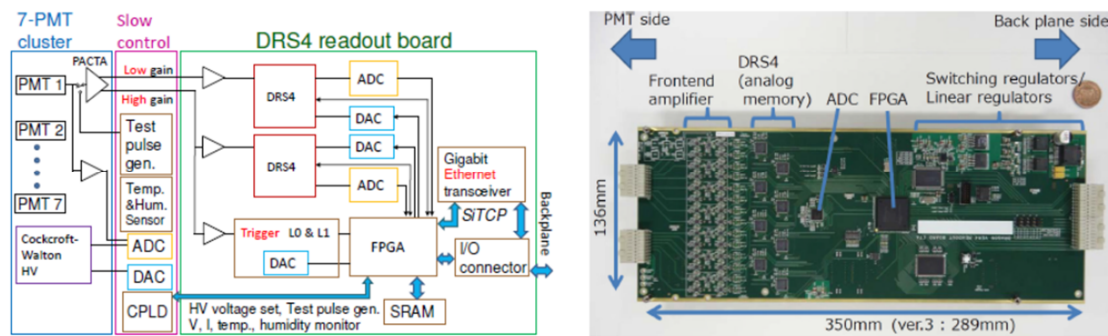 7-PMT
cluster
Slow
control
DRS4 readout board
PACTA
PMT 1
PMT 2
PMT 7
Low gain
High gain
Test
pulse
gen.
Temp.
&Hum.
Sensor
Cockcroft-
Walton
HV
ADC
DAC
CPLD
DRS4
DRS4
ADC
DAC
DAC
ADC
Trigger L0 & L1
DAC
FPGA
Gigabit
Ethernet
transceiver
SiTCP
I/O
connector
Backplane
SRAM
HV voltage set, Test pulse gen.
V, I, temp., humidity monitor
PMT side
Back plane side
Frontend
amplifier
DRS4
(analog
memory)
ADC FPGA
Switching regulators/
Linear regulators
136mm
350mm (ver.3 : 289mm)